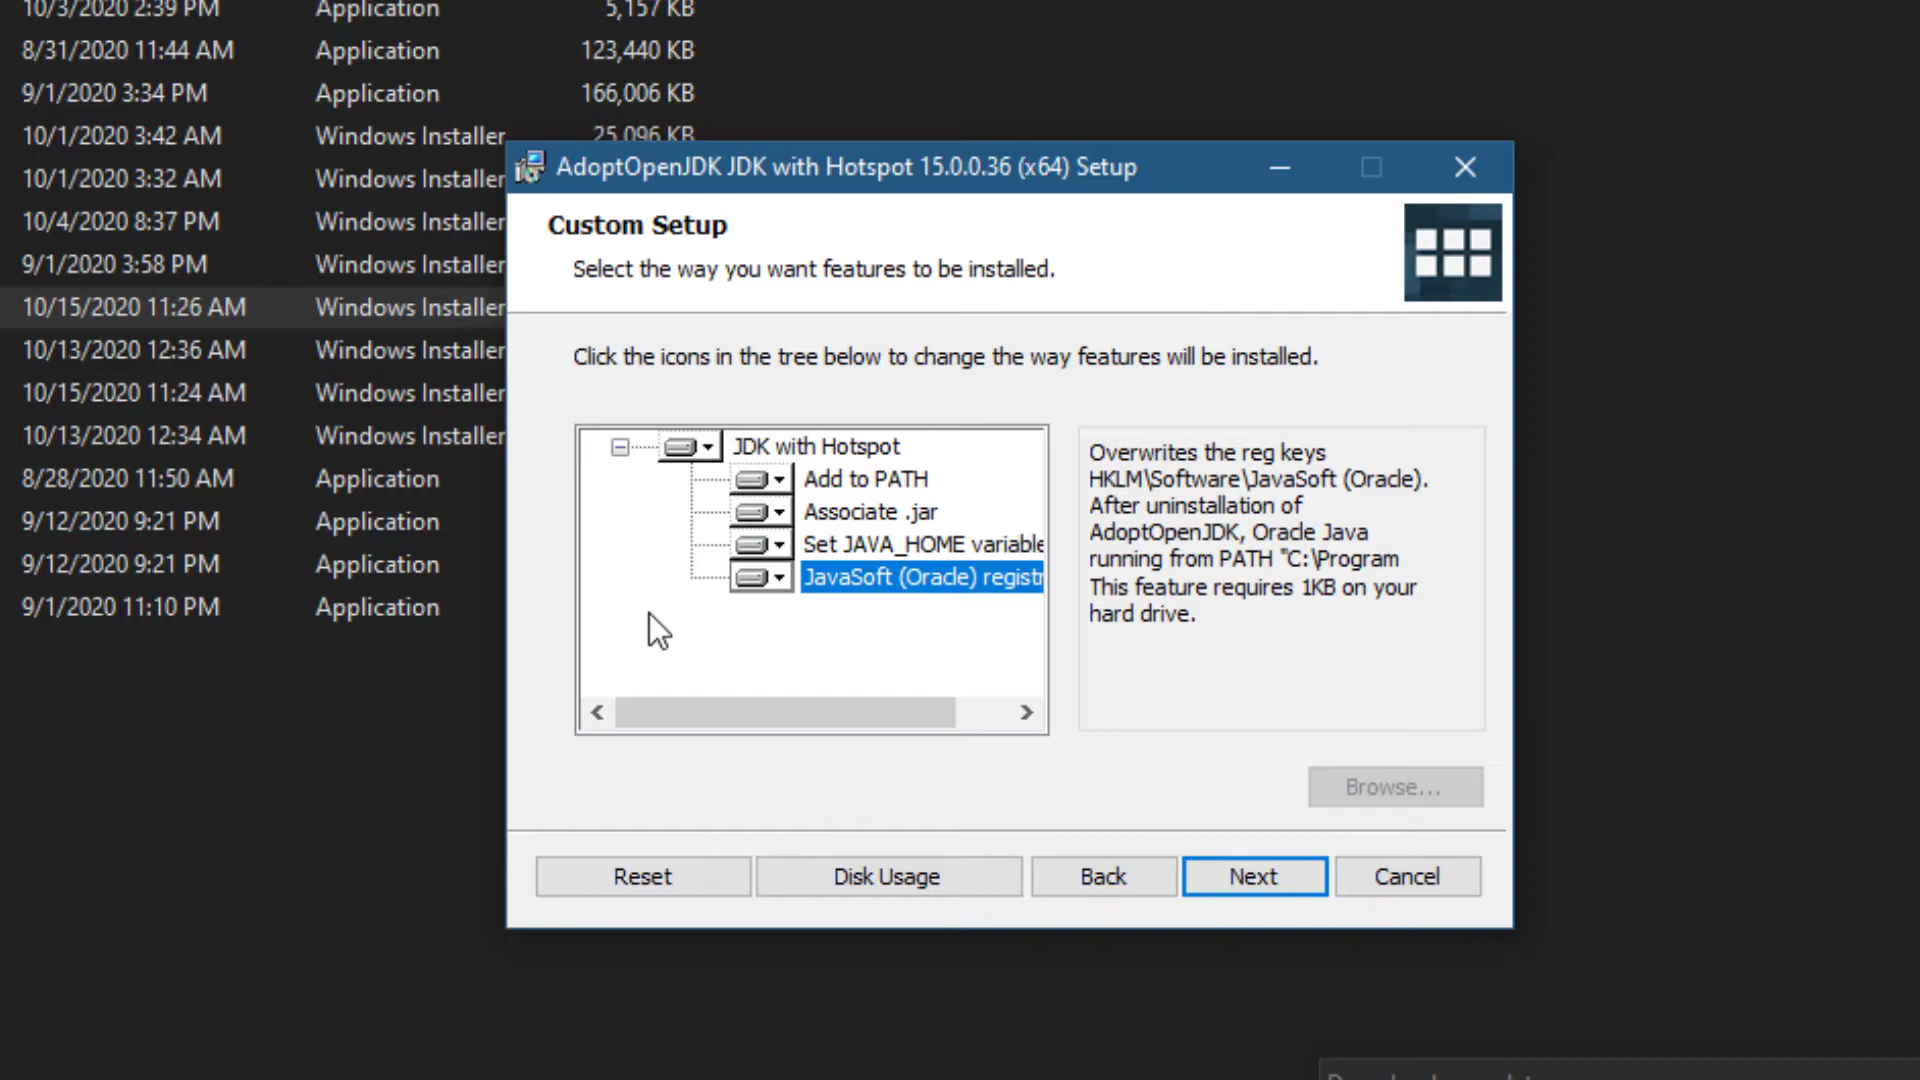 10/3/2020 2:39 PM Application 5,157 KB
8/31/2020 11:44 AM Application 123,440 KB
9/1/2020 3:34 PM Application 166,006 KB
10/1/2020 3:42 AM Windows Installer 25,096 KB
10/1/2020 3:32 AM Windows Installer
10/4/2020 8:37 PM Windows Installer
9/1/2020 3:58 PM Windows Installer
10/15/2020 11:26 AM Windows Installer
10/13/2020 12:36 AM Windows Installer
10/15/2020 11:24 AM Windows Installer
10/13/2020 12:34 AM Windows Installer
8/28/2020 11:50 AM Application
9/12/2020 9:21 PM Application
9/12/2020 9:21 PM Application
9/1/2020 11:10 PM Application
AdoptOpenJDK JDK with Hotspot 15.0.0.36 (x64) Setup
Custom Setup
Select the way you want features to be installed.
Click the icons in the tree below to change the way features will be installed.
JDK with Hotspot
Add to PATH
Associate .jar
Set JAVA_HOME variable
JavaSoft (Oracle) registr
Overwrites the reg keys
HKLM\Software\JavaSoft (Oracle).
After uninstallation of
AdoptOpenJDK, Oracle Java
running from PATH "C:\Program
This feature requires 1KB on your
hard drive.
Browse...
Reset
Disk Usage
Back
Next
Cancel